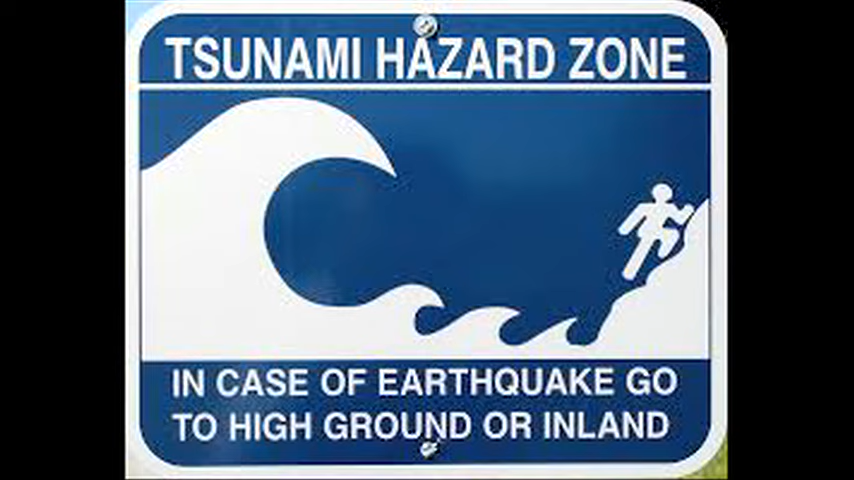 TSUNAMI HAZARD ZONE
IN CASE OF EARTHQUAKE GO
TO HIGH GROUND OR INLAND